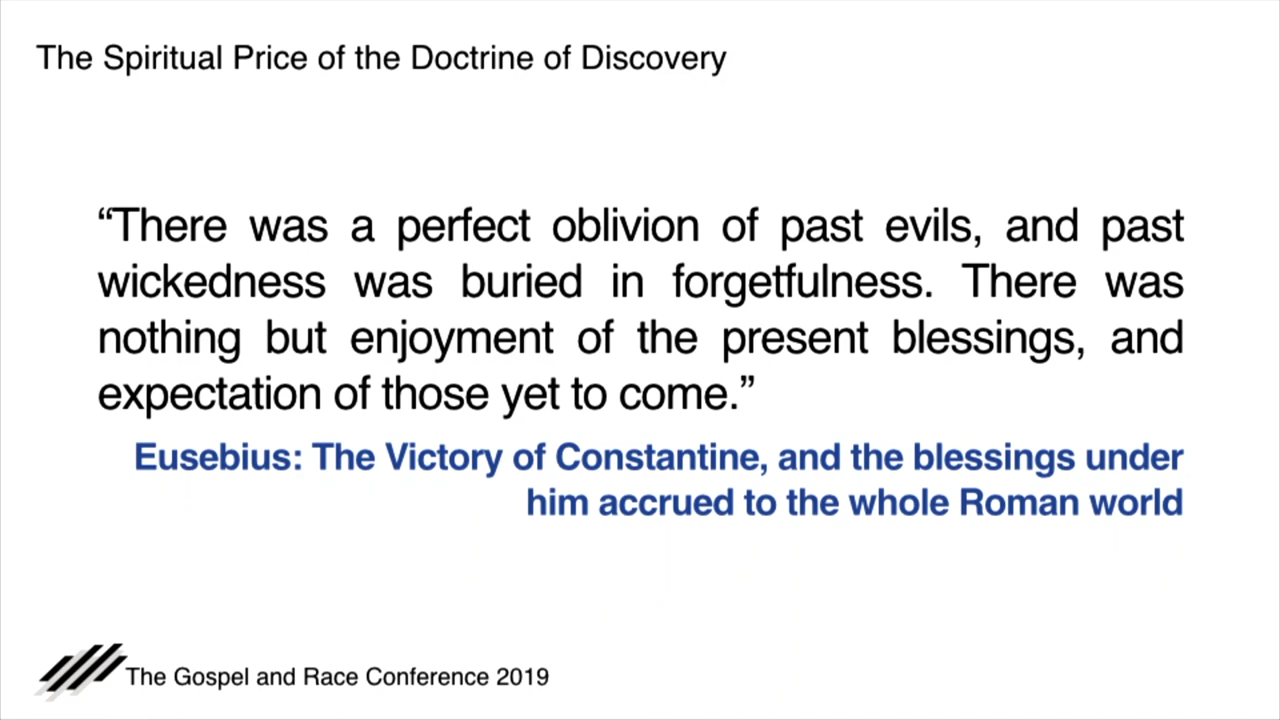 The Spiritual Price of the Doctrine of Discovery
“There was a perfect oblivion of past evils, and past
wickedness was buried in forgetfulness. There was
nothing but enjoyment of the present blessings, and
expectation of those yet to come.”
Eusebius: The Victory of Constantine, and the blessings under
him accrued to the whole Roman world
The Gospel and Race Conference 2019